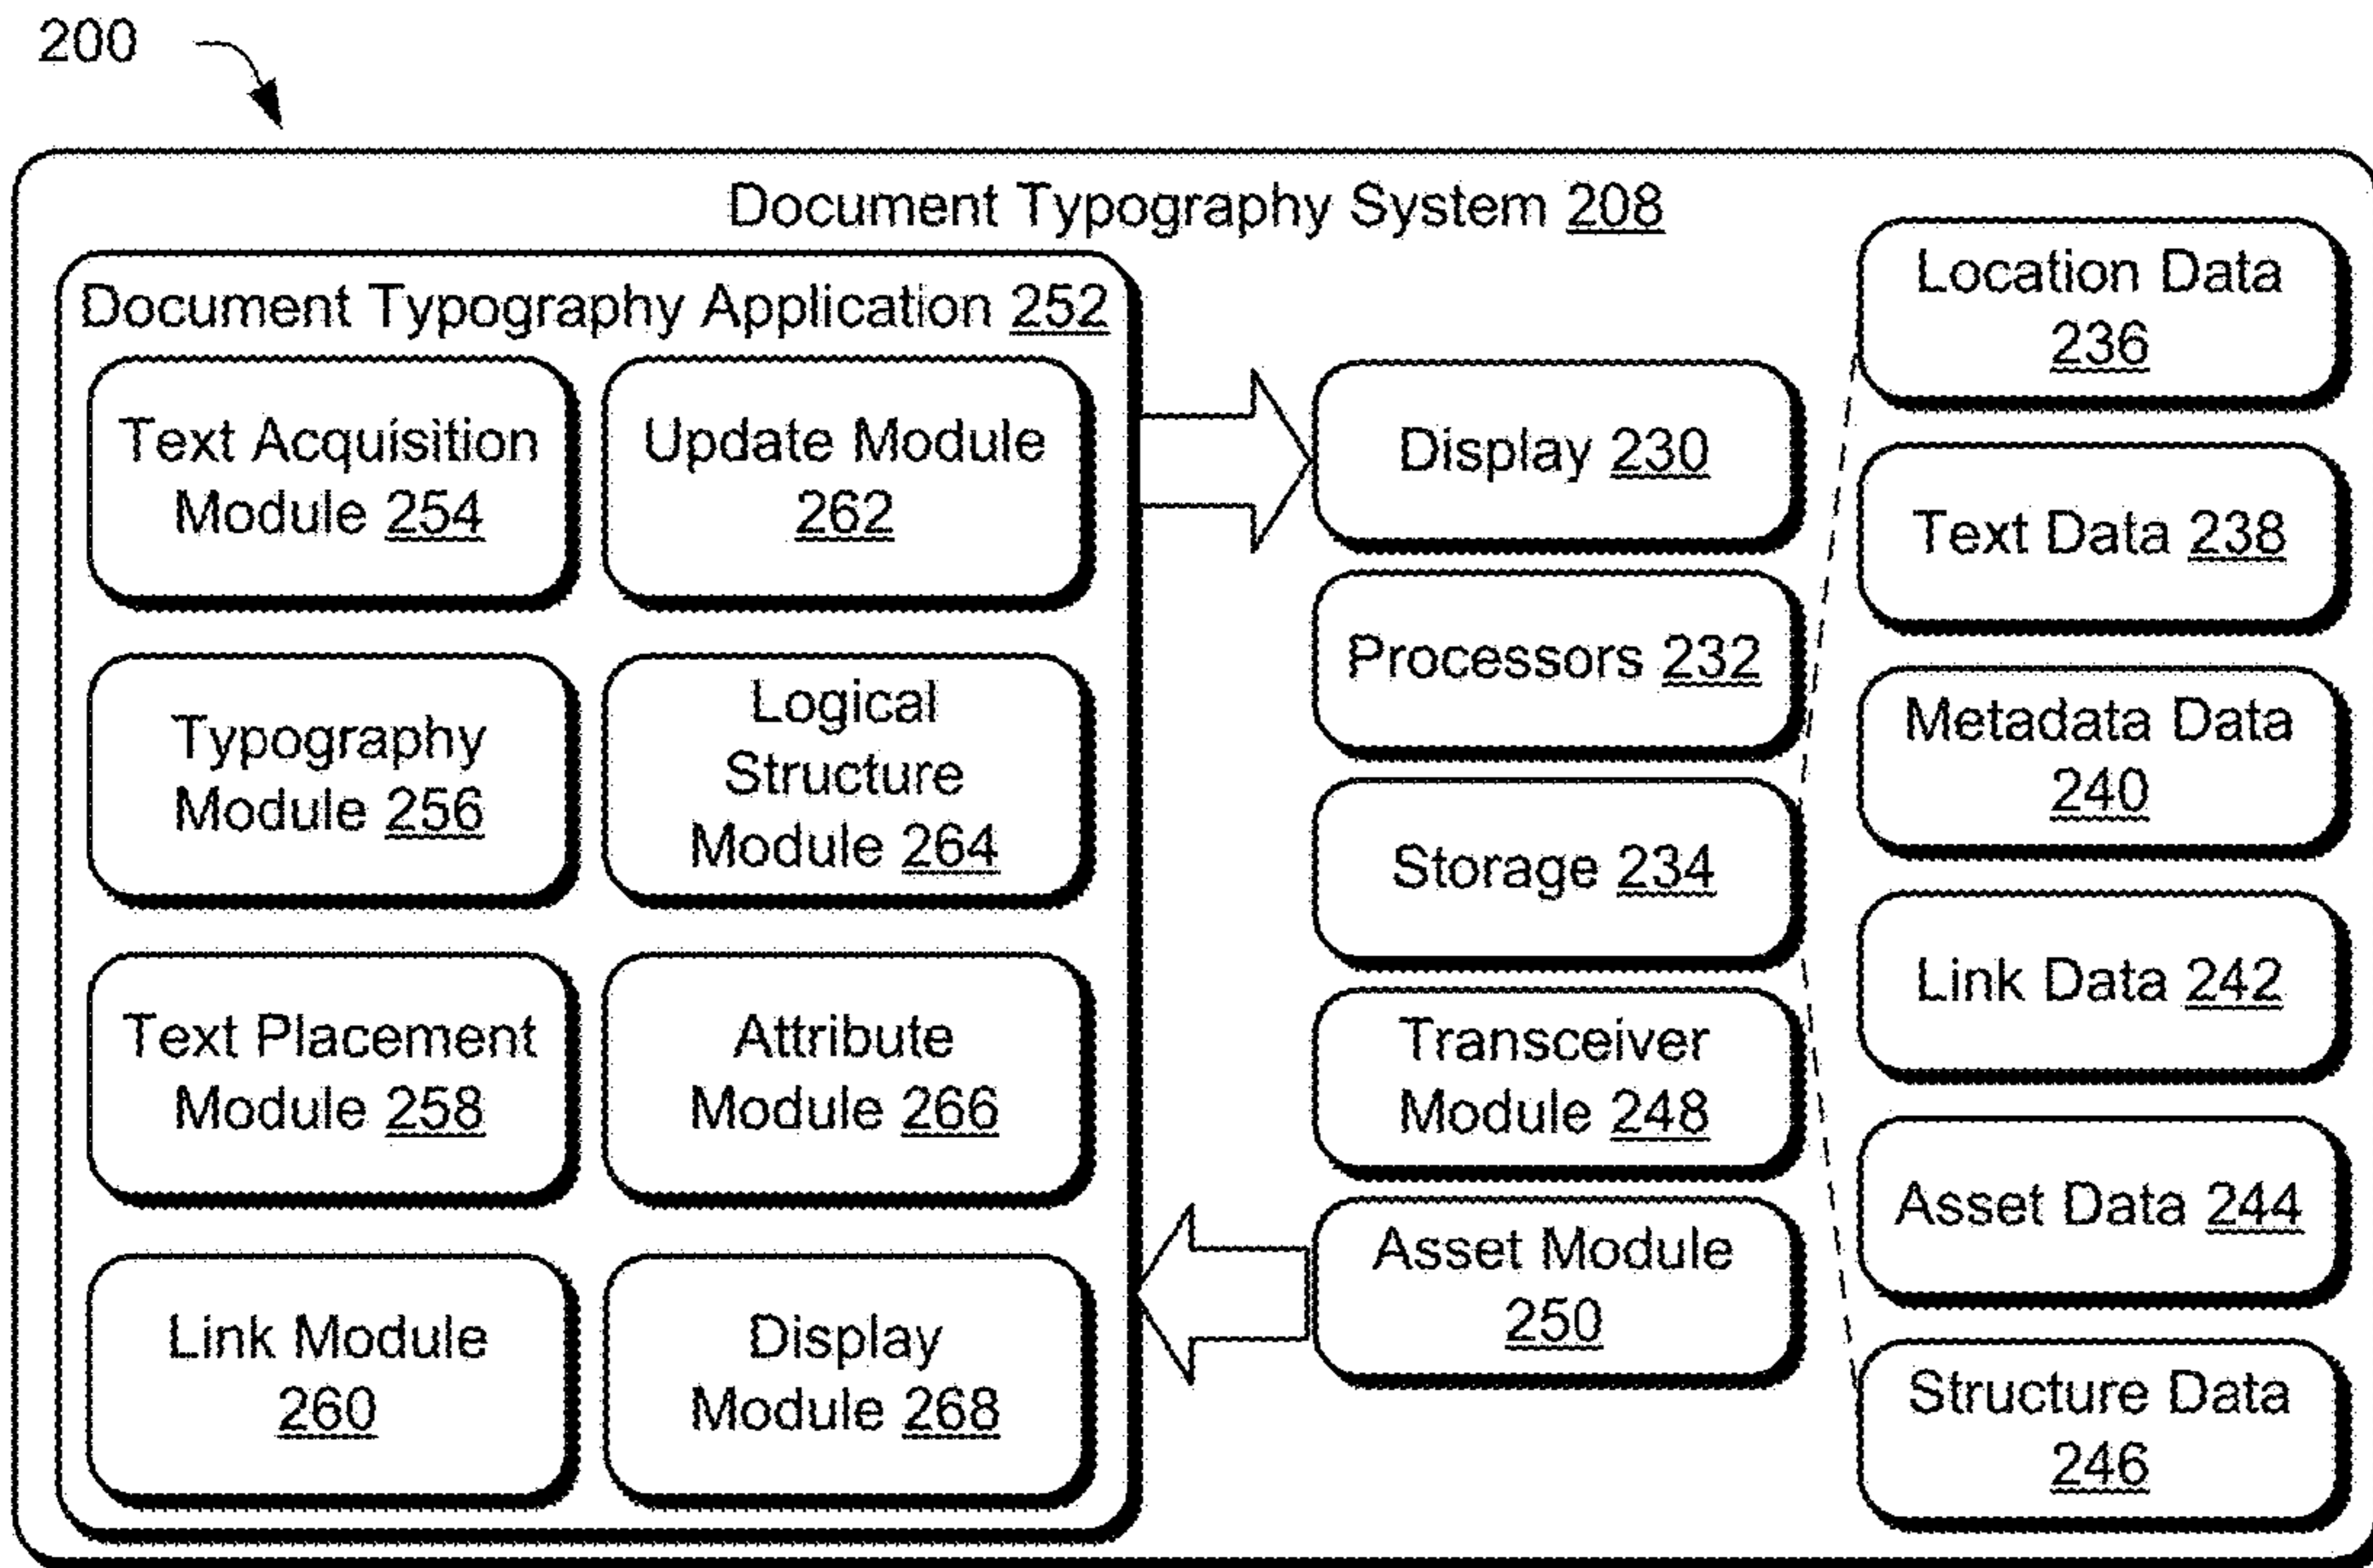 200
Document Typography System 208
Document Typography Application 252
Text Acquisition
Module 254
Update Module
262
Typography
Module 256
Logical
Structure
Module 264
Text Placement
Module 258
Attribute
Module 266
Link Module
260
Display
Module 268
Display 230
Processors 232
Storage 234
Transceiver
Module 248
Asset Module
250
Location Data
236
Text Data 238
Metadata Data
240
Link Data 242
Asset Data 244
Structure Data
246